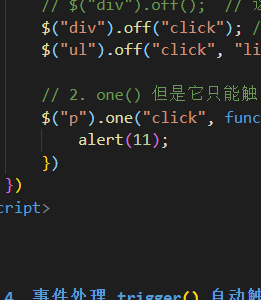 // $("div").off();  // 这
$("div").off("click"); //
$("ul").off("click", "li
// 2. one() 但是它只能触
$("p").one("click", func
alert(11);
})
})
cript>
4. 事件处理 trigger() 自动触